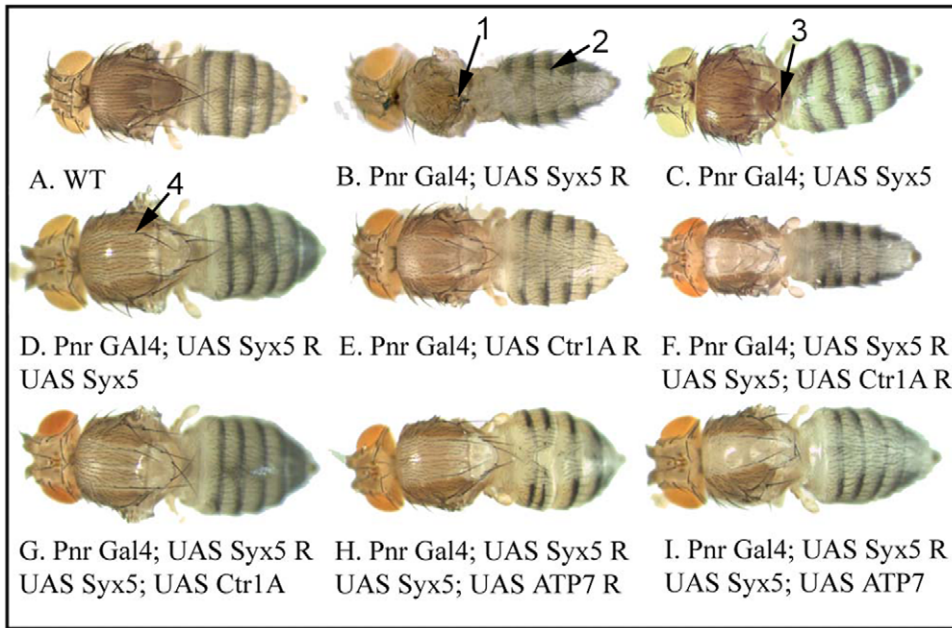 1
2
3
A. WT
B. Pnr Gal4; UAS Syx5 R
C. Pnr Gal4; UAS Syx5
4
D. Pnr GAl4; UAS Syx5 R
UAS Syx5
E. Pnr Gal4; UAS Ctr1A R
F. Pnr Gal4; UAS Syx5 R
UAS Syx5; UAS Ctr1A R
G. Pnr Gal4; UAS Syx5 R
UAS Syx5; UAS Ctr1A
H. Pnr Gal4; UAS Syx5 R
UAS Syx5; UAS ATP7 R
I. Pnr Gal4; UAS Syx5 R
UAS Syx5; UAS ATP7